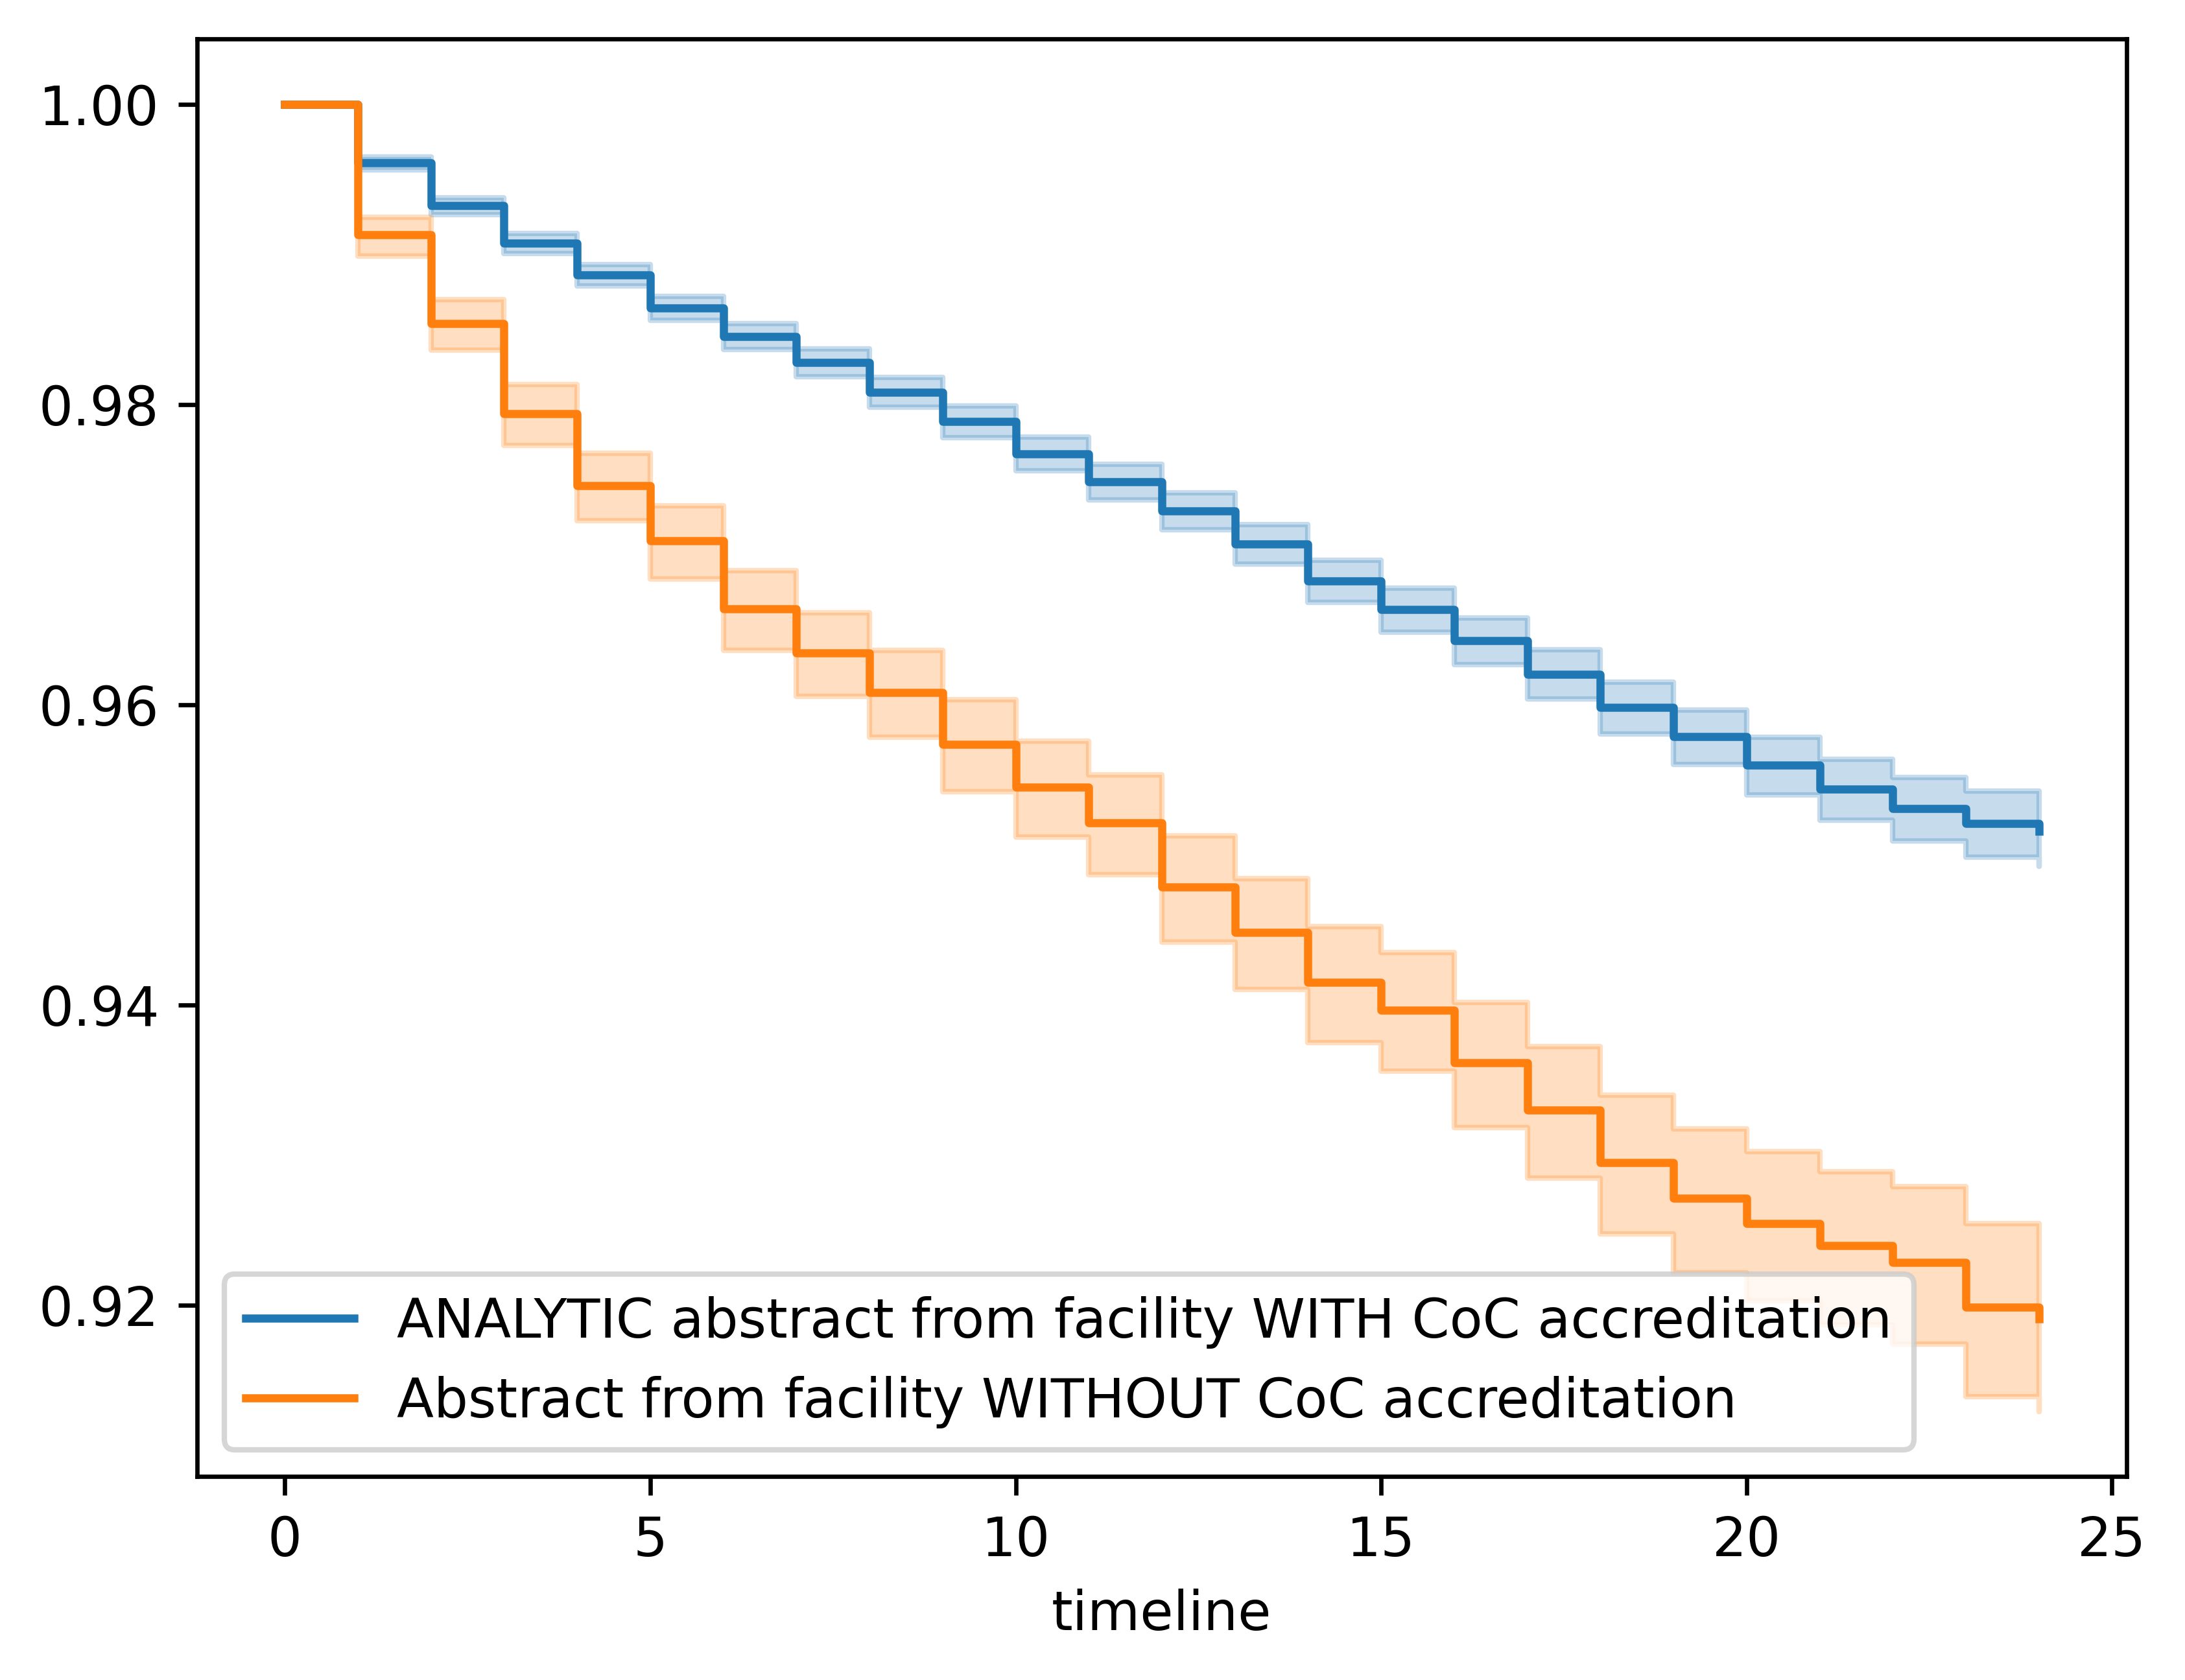 1.00
0.98
0.96
0.94
0.92
ANALYTIC abstract from facility WITH CoC accreditation
Abstract from facility WITHOUT CoC accreditation
0 5 10 15 20 25
timeline